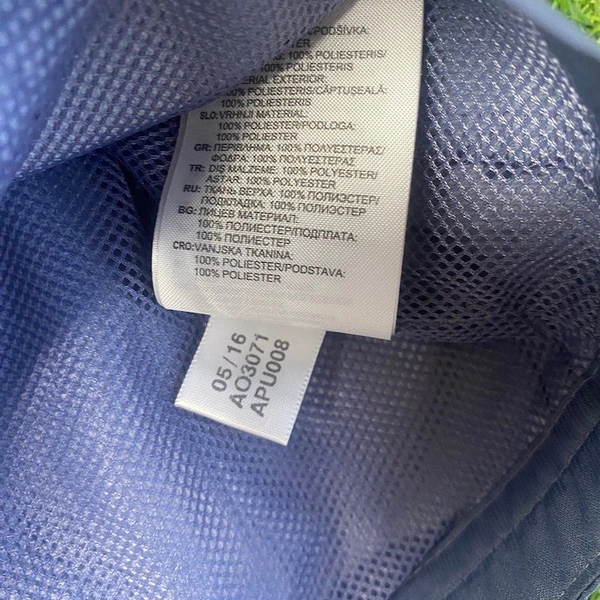 PODŠÍVKA:
100% POLIESTERIS/
100% POLIESTERIS
EXTERIOR:
100% POLIESTERIS/CĂPTUŞEALĂ:
100% POLIESTERIS
SLO: VRHNJI MATERIAL:
100% POLIESTER/PODLOGA:
100% POLIESTER
GR: ΠΕΡΙΒΛΗΜΑ: 100% ΠΟΛΥΕΣΤΕΡΑΣ/
ΦΟΔΡΑ: 100% ΠΟΛΥΕΣΤΕΡΑΣ
TR: DIŞ MALZEME: 100% POLYESTER/
ASTAR: 100% POLYESTER
RU: ТКАНЬ ВЕРХА: 100% ПОЛИЭСТЕР/
ПОДКЛАДКА: 100% ПОЛИЭСТЕР
BG: ЛИЦЕВ МАТЕРИАЛ:
100% ПОЛИЕСТЕР/ПОДПЛАТА:
100% ПОЛИЕСТЕР
CRO: VANJSKA TKANINA:
100% POLIESTER/PODSTAVA:
100% POLIESTER
05/16
AO3071
APU008